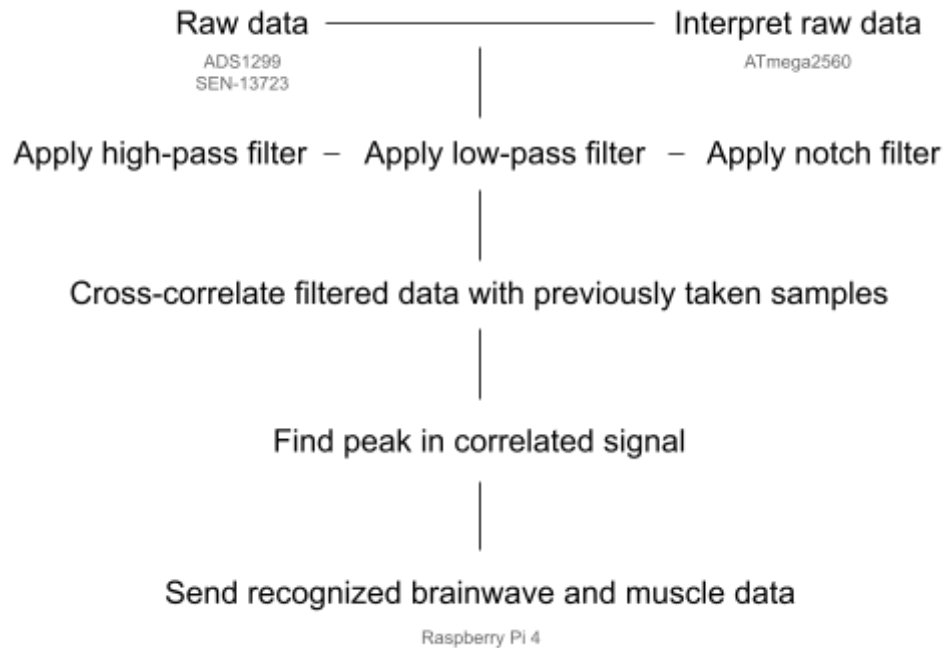 Raw data
Interpret raw data
ADS1299
SEN-13723
ATmega2560
Apply high-pass filter – Apply low-pass filter – Apply notch filter
Cross-correlate filtered data with previously taken samples
Find peak in correlated signal
Send recognized brainwave and muscle data
Raspberry Pi 4